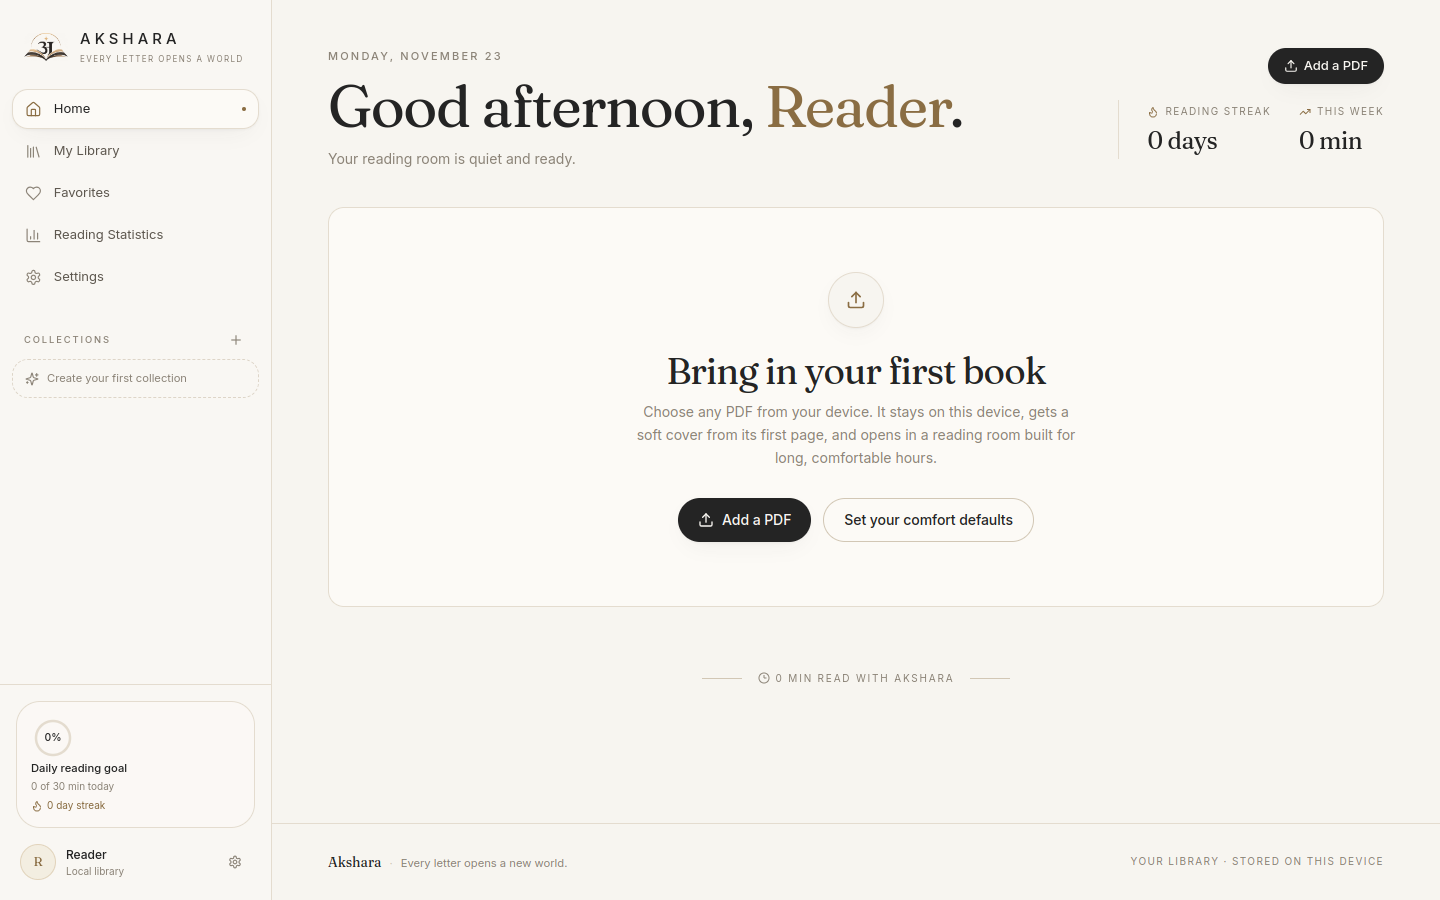 AKSHARA
EVERY LETTER OPENS A WORLD
Home
My Library
Favorites
Reading Statistics
Settings
COLLECTIONS
Create your first collection
0%
Daily reading goal
0 of 30 min today
0 day streak
R
Reader
Local library
MONDAY, NOVEMBER 23
Good afternoon, Reader.
Your reading room is quiet and ready.
Add a PDF
READING STREAK
0 days
THIS WEEK
0 min
Bring in your first book
Choose any PDF from your device. It stays on this device, gets a
soft cover from its first page, and opens in a reading room built for
long, comfortable hours.
Add a PDF
Set your comfort defaults
0 MIN READ WITH AKSHARA
Akshara · Every letter opens a new world.
YOUR LIBRARY · STORED ON THIS DEVICE